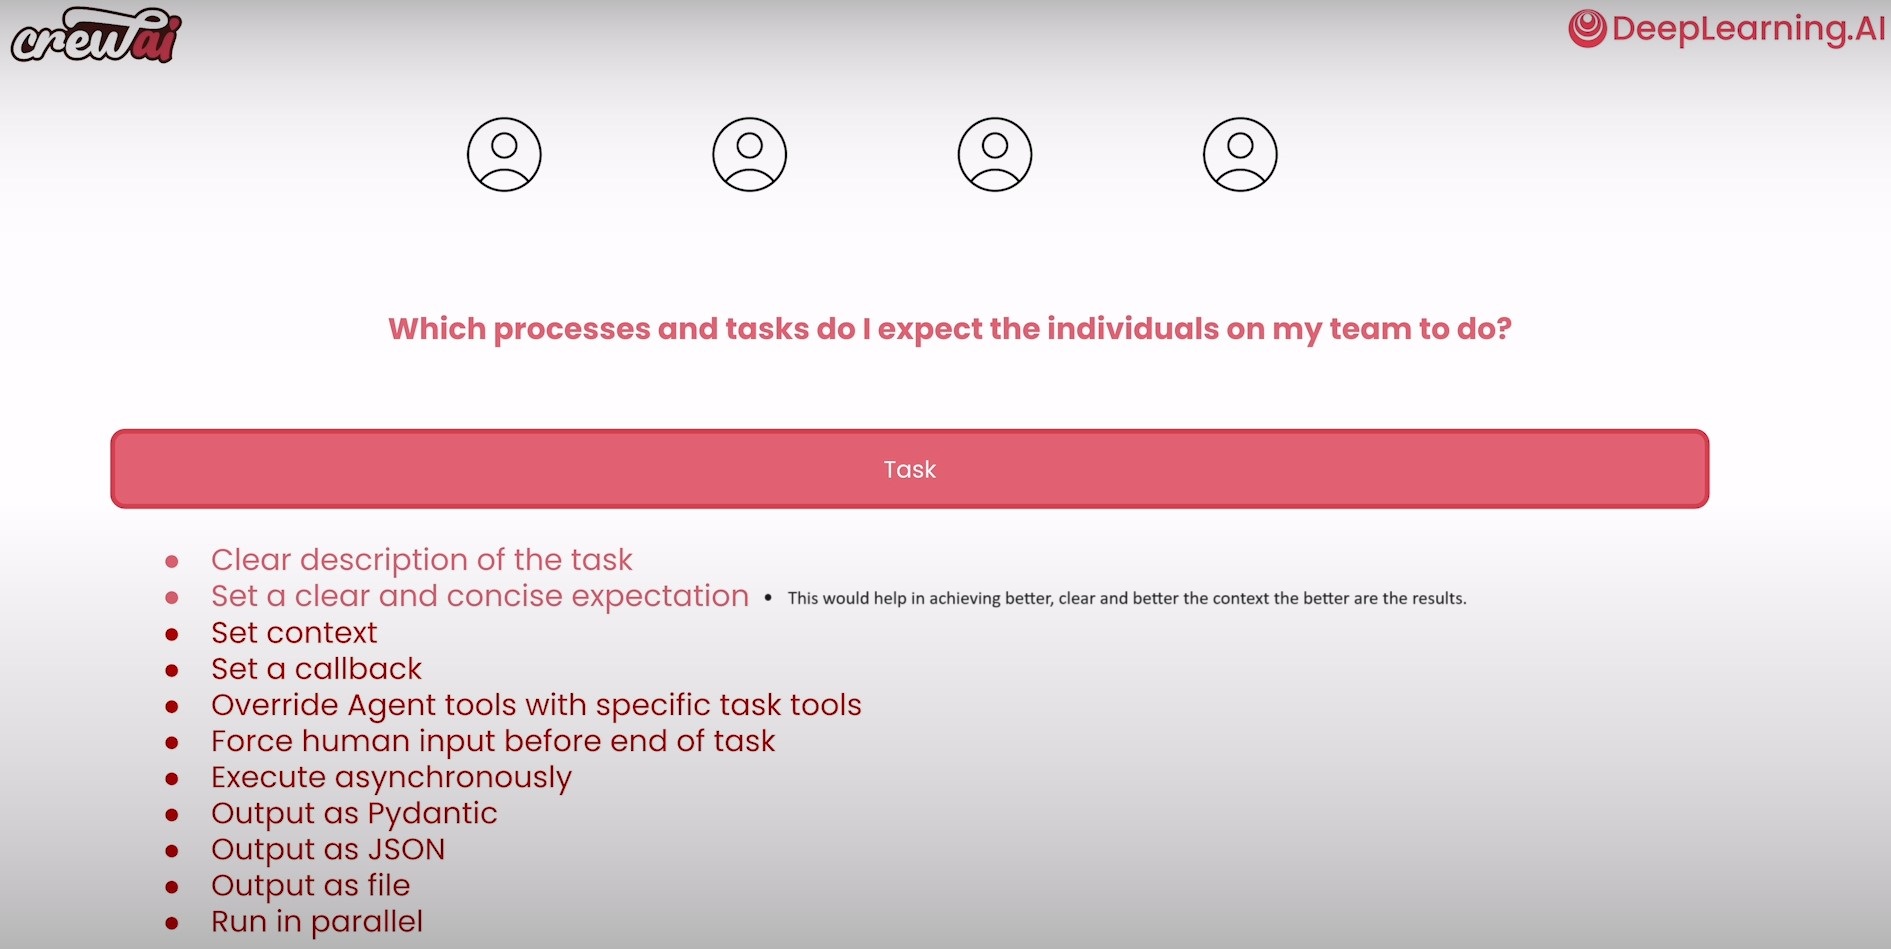 crewai
DeepLearning.AI
Which processes and tasks do I expect the individuals on my team to do?
Task
● Clear description of the task
● Set a clear and concise expectation • This would help in achieving better, clear and better the context the better are the results.
● Set context
● Set a callback
● Override Agent tools with specific task tools
● Force human input before end of task
● Execute asynchronously
● Output as Pydantic
● Output as JSON
● Output as file
● Run in parallel